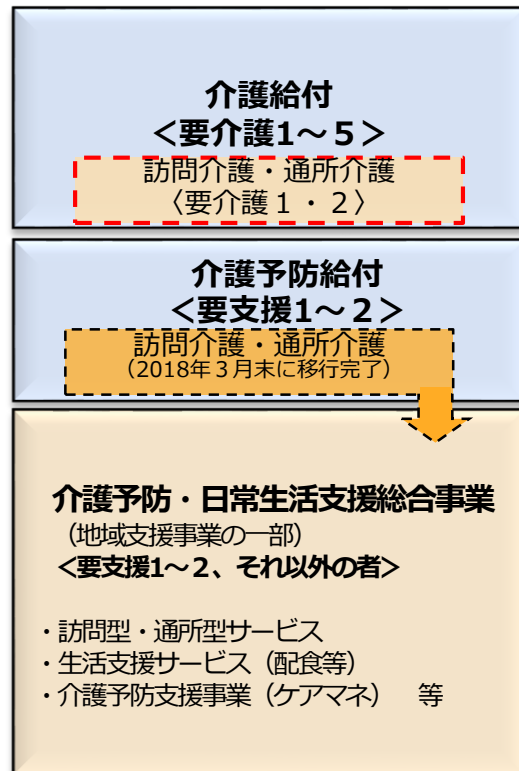 介護給付
＜要介護1～５＞
訪問介護・通所介護
〈要介護１・２〉
介護予防給付
＜要支援1～２＞
訪問介護・通所介護
（2018年３月末に移行完了）
介護予防・日常生活支援総合事業
（地域支援事業の一部）
＜要支援1～２、それ以外の者＞
・訪問型・通所型サービス
・生活支援サービス（配食等）
・介護予防支援事業（ケアマネ）　等